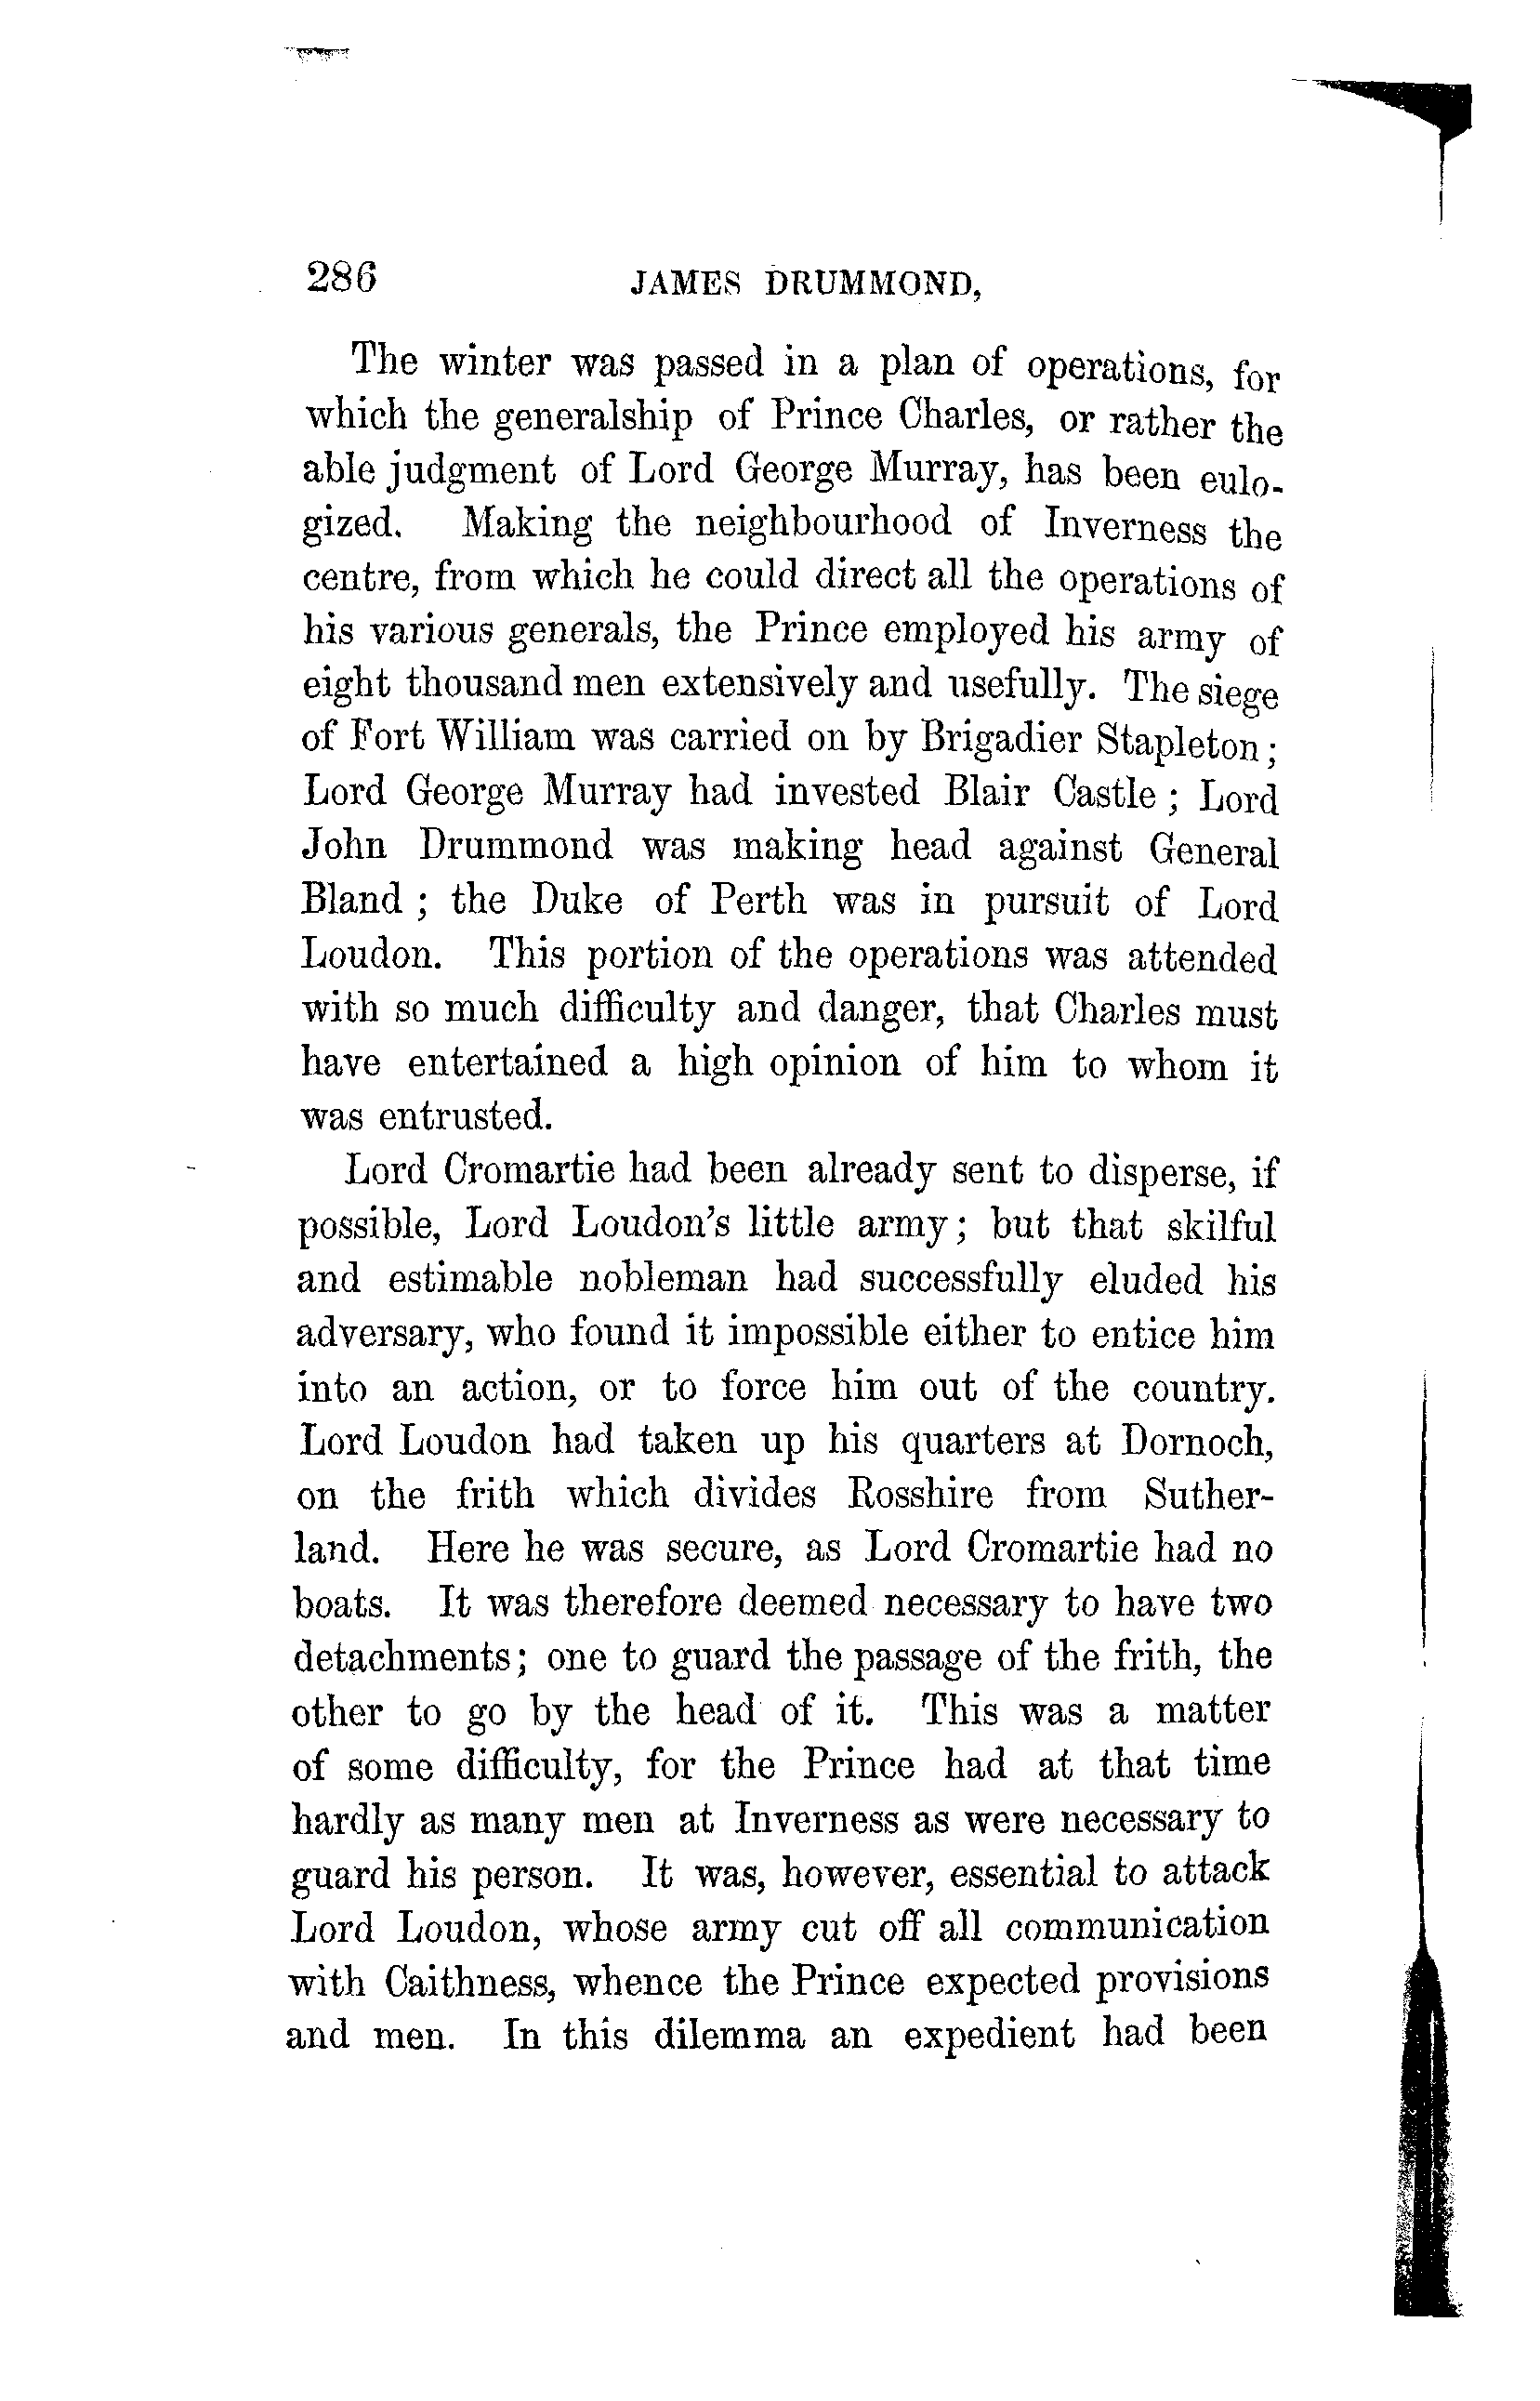 286 JAMES DRUMMOND,
The winter was passed in a plan of operations, for
which the generalship of Prince Charles, or rather the
able judgment of Lord George Murray, has been eulo-
gized. Making the neighbourhood of Inverness the
centre, from which he could direct all the operations of
his various generals, the Prince employed his army of
eight thousand men extensively and usefully. The siege
of Fort William was carried on by Brigadier Stapleton;
Lord George Murray had invested Blair Castle; Lord
John Drummond was making head against General
Bland; the Duke of Perth was in pursuit of Lord
Loudon. This portion of the operations was attended
with so much difficulty and danger, that Charles must
have entertained a high opinion of him to whom it
was entrusted.
Lord Cromartie had been already sent to disperse, if
possible, Lord Loudon's little army; but that skilful
and estimable nobleman had successfully eluded his
adversary, who found it impossible either to entice him
into an action, or to force him out of the country.
Lord Loudon had taken up his quarters at Dornoch,
on the frith which divides Rosshire from Suther-
land. Here he was secure, as Lord Cromartie had no
boats. It was therefore deemed necessary to have two
detachments; one to guard the passage of the frith, the
other to go by the head of it. This was a matter
of some difficulty, for the Prince had at that time
hardly as many men at Inverness as were necessary to
guard his person. It was, however, essential to attack
Lord Loudon, whose army cut off all communication
with Caithness, whence the Prince expected provisions
and men. In this dilemma an expedient had been